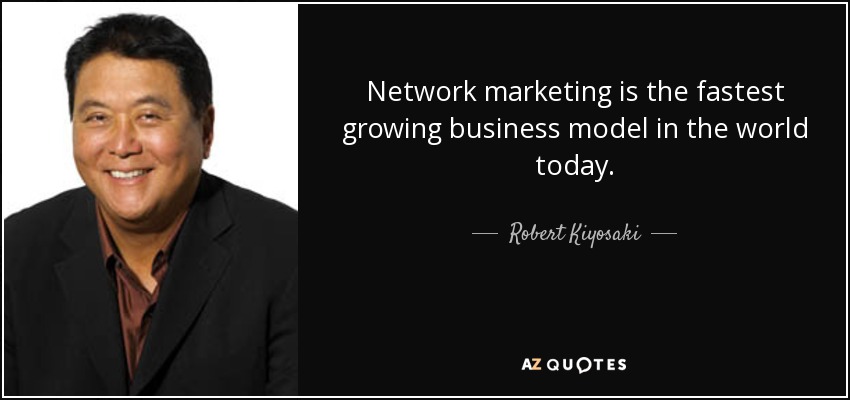 Network marketing is the fastest
growing business model in the world
today.
Robert Kiyosaki
AZ QUOTES